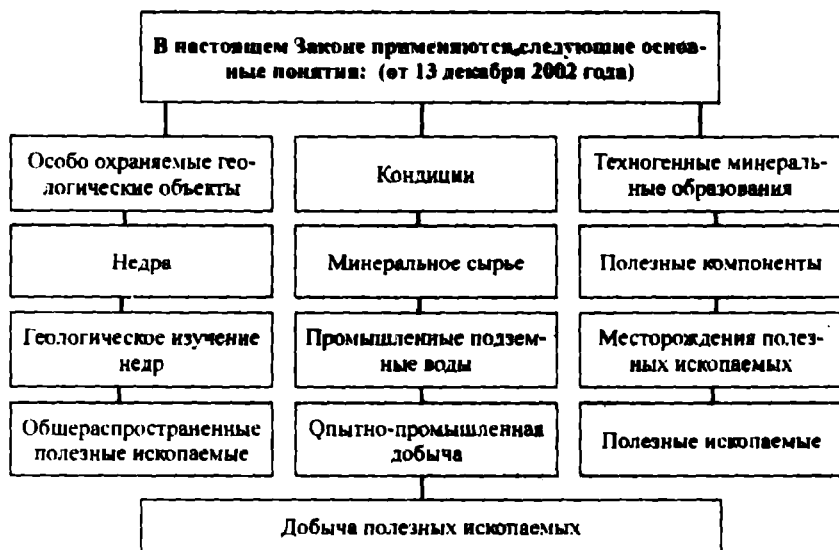 В настоящем Законе применяются следующие основ-
ные понятия: (от 13 декабря 2002 года)
Особо охраняемые гео-
логические объекты
Кондиции
Техногенные минераль-
ные образования
Недра
Минеральное сырье
Полезные компоненты
Геологическое изучение
недр
Промышленные подзем-
ные воды
Месторождения полез-
ных ископаемых
Общераспространенные
полезные ископаемые
Опытно-промышленная
добыча
Полезные ископаемые
Добыча полезных ископаемых